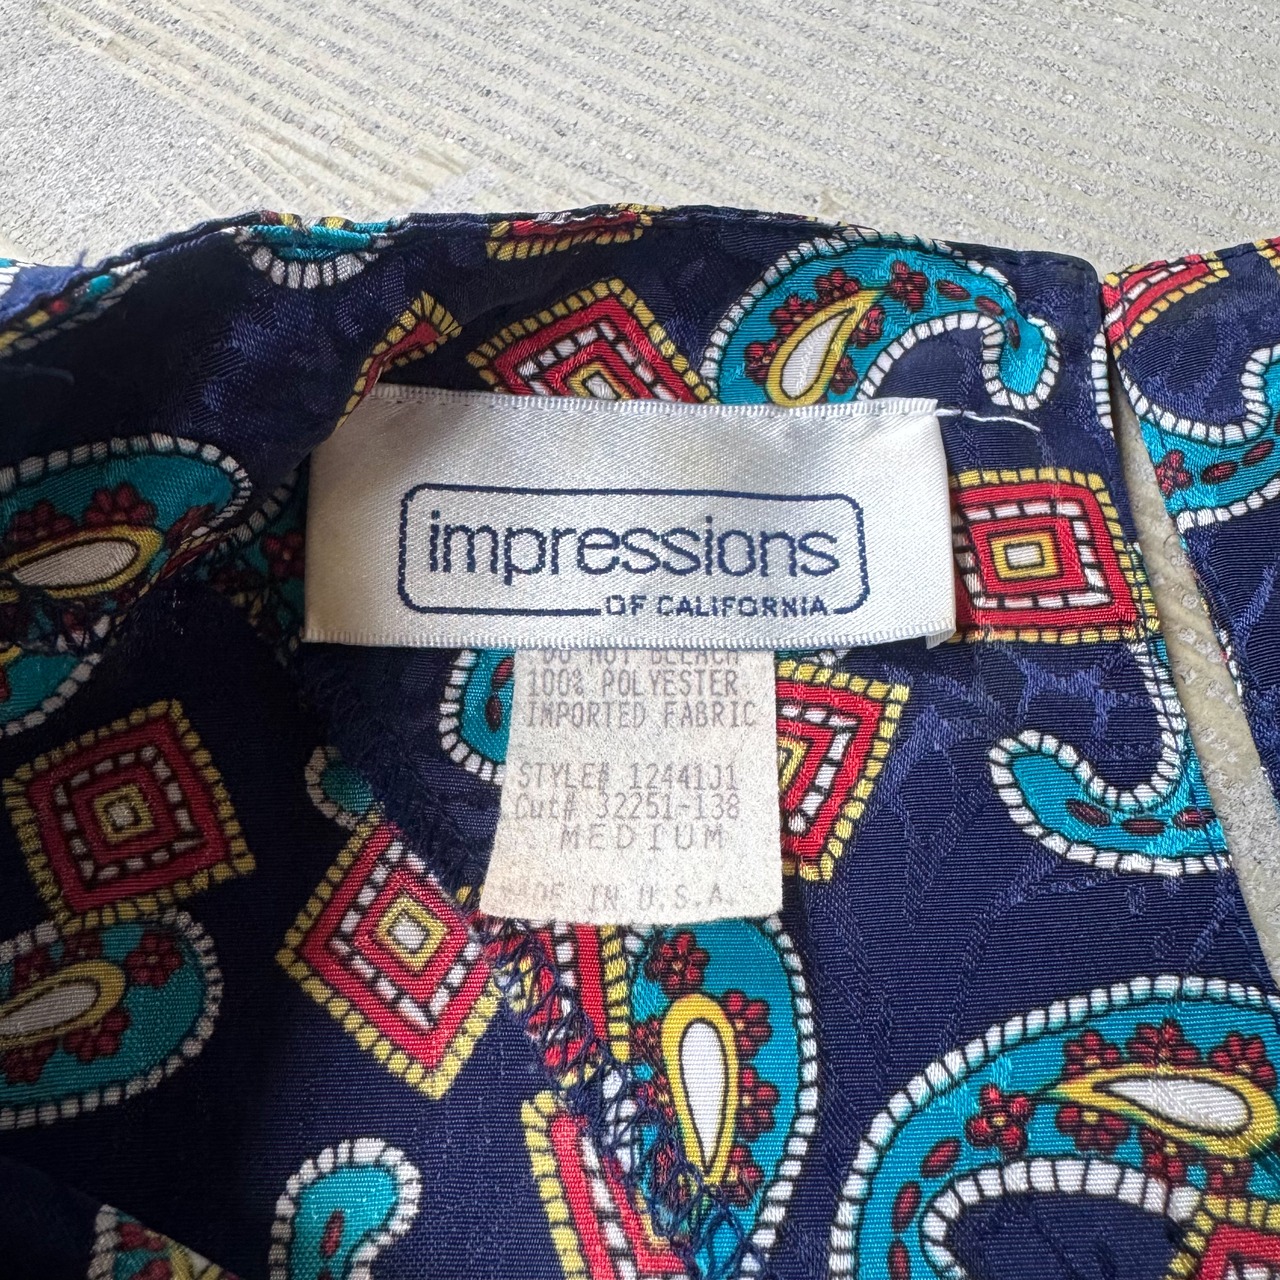 impressions
OF CALIFORNIA
DO NOT BLEACH
100% POLYESTER
IMPORTED FABRIC
STYLE# 12441J1
Cut# 32251-138
MEDIUM
MADE IN U.S.A.